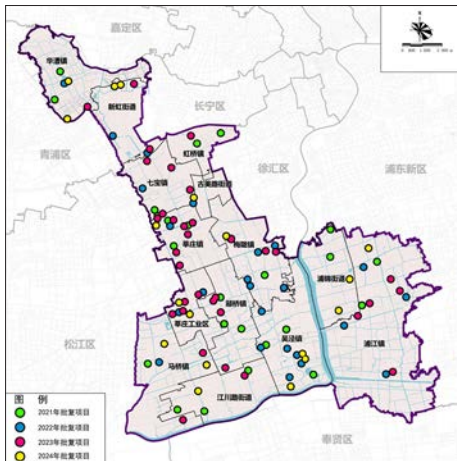 嘉定区
华漕镇
新虹街道
长宁区
青浦区
虹桥镇
徐汇区
浦东新区
七宝镇
古美路街道
莘庄镇
梅陇镇
浦锦街道
颛桥镇
莘庄工业区
吴泾镇
浦江镇
松江区
马桥镇
江川路街道
奉贤区
图 例
2021年批复项目
2022年批复项目
2023年批复项目
2024年批复项目